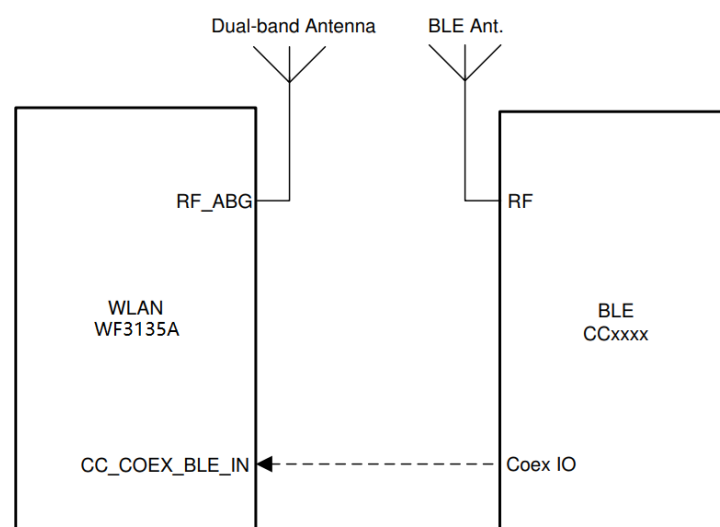 Dual-band Antenna
BLE Ant.
RF_ABG
RF
WLAN
WF3135A
BLE
CCxxxx
CC_COEX_BLE_IN
Coex IO